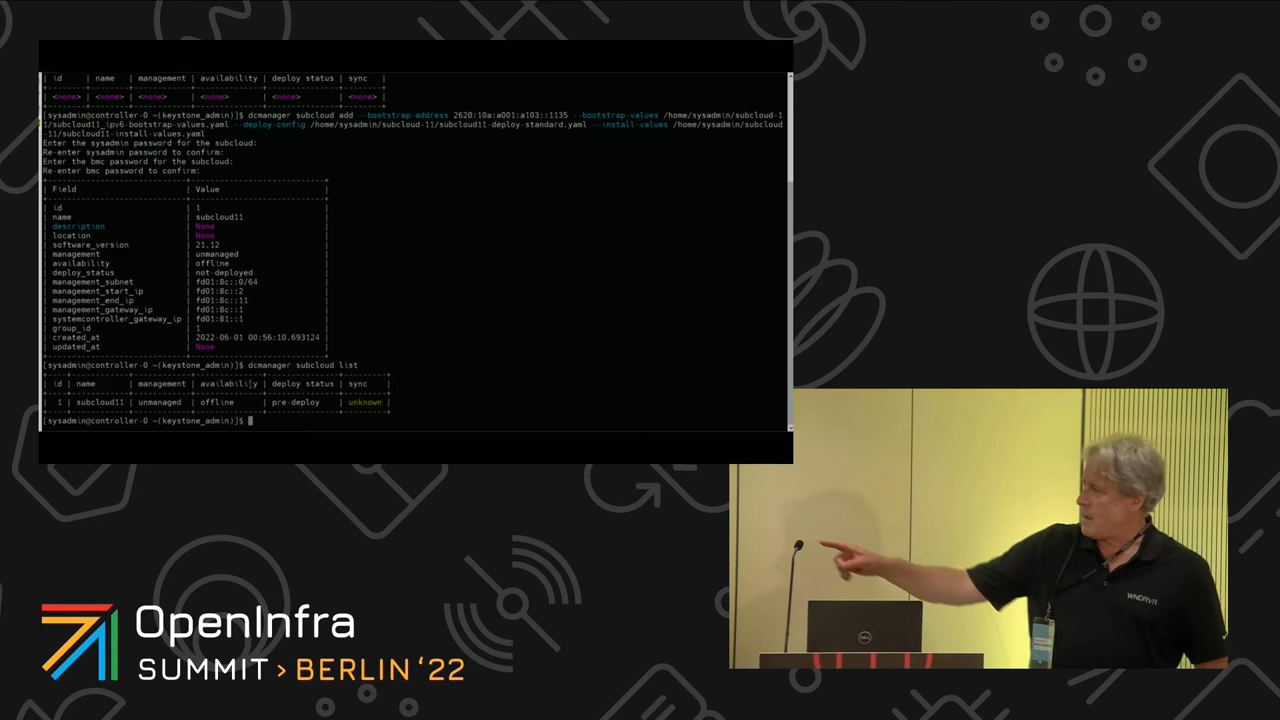 | id | name | management | availability | deploy status | sync |
| <none> | <none> | <none> | <none> | <none> | <none> |
[sysadmin@controller-0 ~(keystone_admin)]$ dcmanager subcloud add --bootstrap-address 2620:10a:a001:a103::1135 --bootstrap-values /home/sysadmin/subcloud-1
1/subcloud11_ipv6-bootstrap-values.yaml --deploy-config /home/sysadmin/subcloud-11/subcloud11-deploy-standard.yaml --install-values /home/sysadmin/subcloud
-11/subcloud11-install-values.yaml
Enter the sysadmin password for the subcloud:
Re-enter sysadmin password to confirm:
Enter the bmc password for the subcloud:
Re-enter bmc password to confirm:
| Field | Value |
| id | 1 |
| name | subcloud11 |
| description | None |
| location | None |
| software_version | 21.12 |
| management | unmanaged |
| availability | offline |
| deploy_status | not-deployed |
| management_subnet | fd01:8c::0/64 |
| management_start_ip | fd01:8c::2 |
| management_end_ip | fd01:8c::11 |
| management_gateway_ip | fd01:8c::1 |
| systemcontroller_gateway_ip | fd01:81::1 |
| group_id | 1 |
| created_at | 2022-06-01 00:56:10.693124 |
| updated_at | None |
[sysadmin@controller-0 ~(keystone_admin)]$ dcmanager subcloud list
| id | name | management | availability | deploy status | sync |
| 1 | subcloud11 | unmanaged | offline | pre-deploy | unknown |
[sysadmin@controller-0 ~(keystone_admin)]$
WNDRVR
DELL
OpenInfra
SUMMIT > BERLIN ‘22